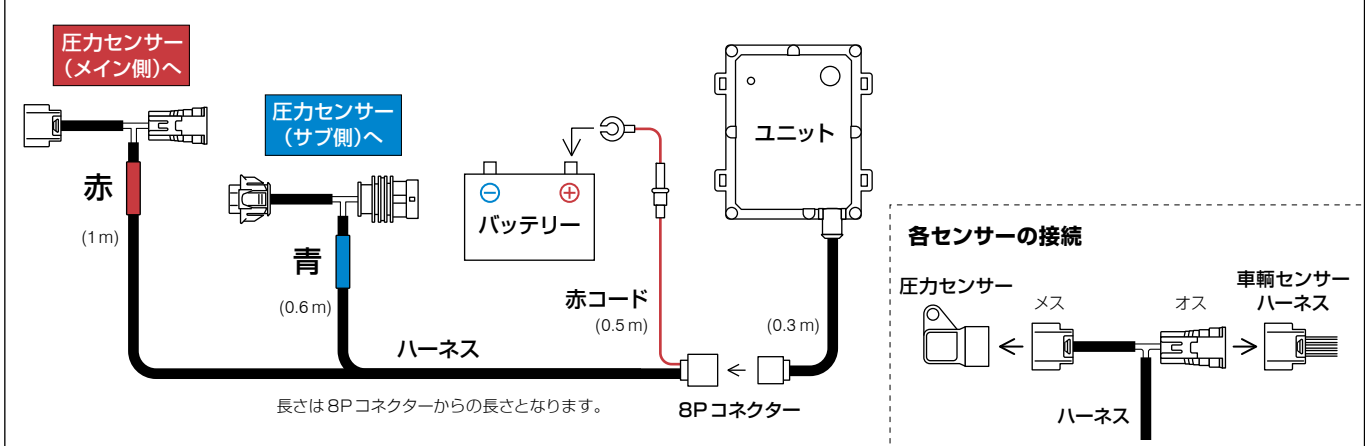 圧力センサー
(メイン側)へ
圧力センサー
(サブ側)へ
赤
(1m)
青
(0.6m)
ハーネス
長さは8Pコネクターからの長さとなります。
⊖
⊕
バッテリー
赤コード
(0.5m)
ユニット
(0.3m)
8Pコネクター
各センサーの接続
圧力センサー
メス
オス
車輌センサー
ハーネス
ハーネス